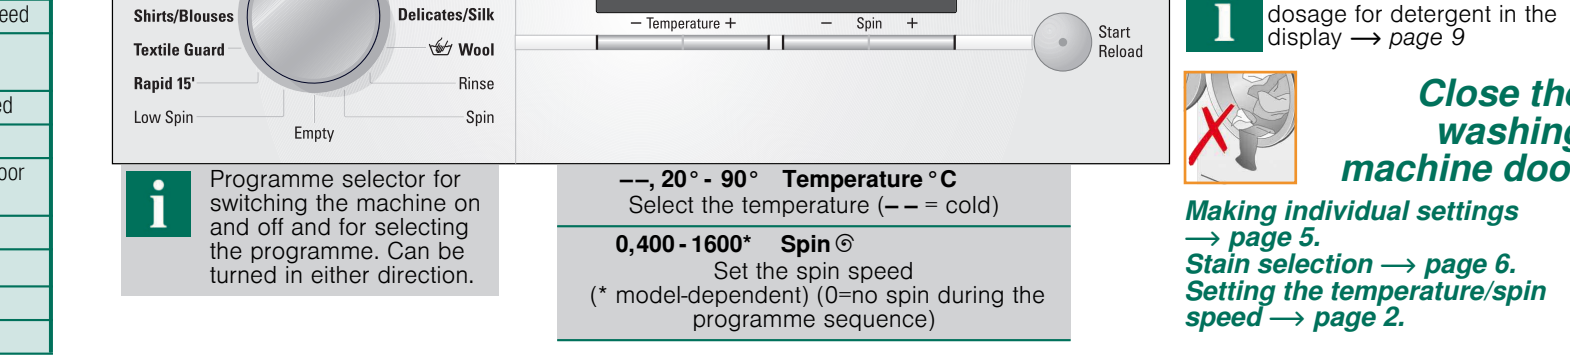 eed
ed
oor
Shirts/Blouses
Textile Guard
Rapid 15'
Low Spin
Empty
Delicates/Silk
Wool
Rinse
Spin
− Temperature +
− Spin +
Start
Reload
i
Programme selector for
switching the machine on
and off and for selecting
the programme. Can be
turned in either direction.
−−, 20° - 90° Temperature °C
Select the temperature (− − = cold)
0,400 - 1600* Spin
Set the spin speed
(* model-dependent) (0=no spin during the
programme sequence)
i
dosage for detergent in the
display → page 9
Close the
washing
machine doo
Making individual settings
→ page 5.
Stain selection → page 6.
Setting the temperature/spin
speed → page 2.